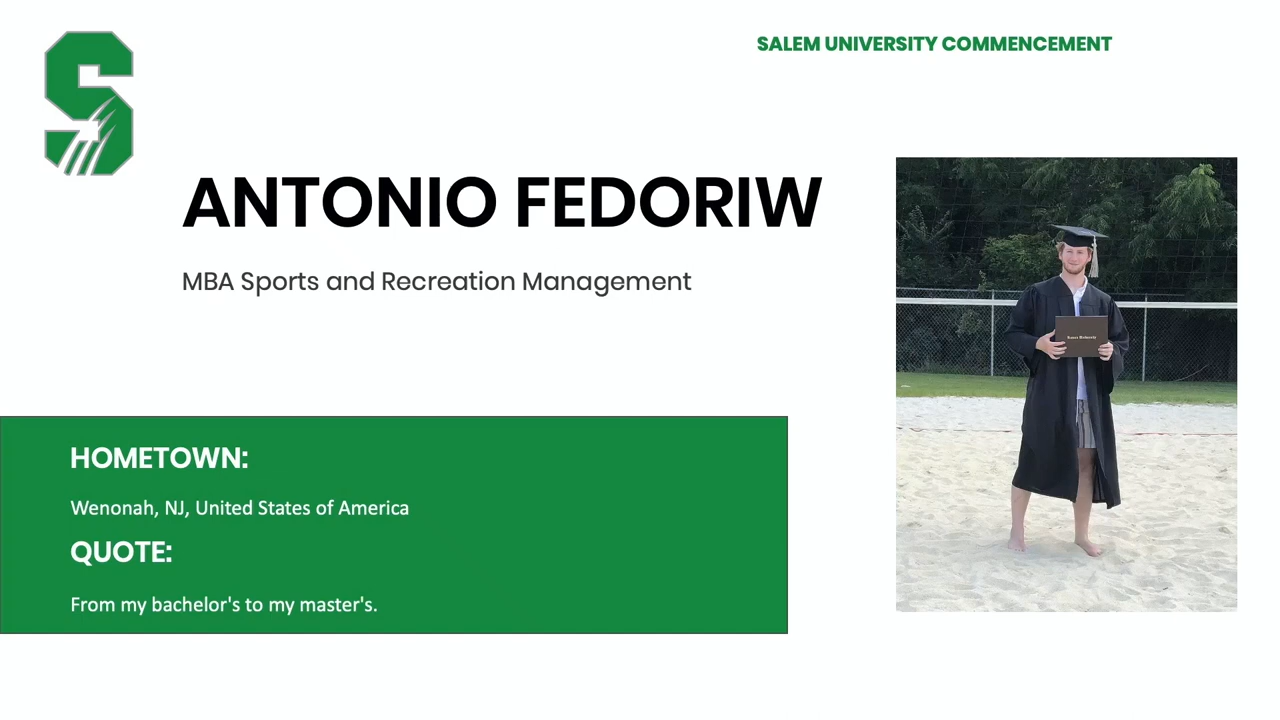 SALEM UNIVERSITY COMMENCEMENT
S
ANTONIO FEDORIW
MBA Sports and Recreation Management
HOMETOWN:
Wenonah, NJ, United States of America
QUOTE:
From my bachelor's to my master's.